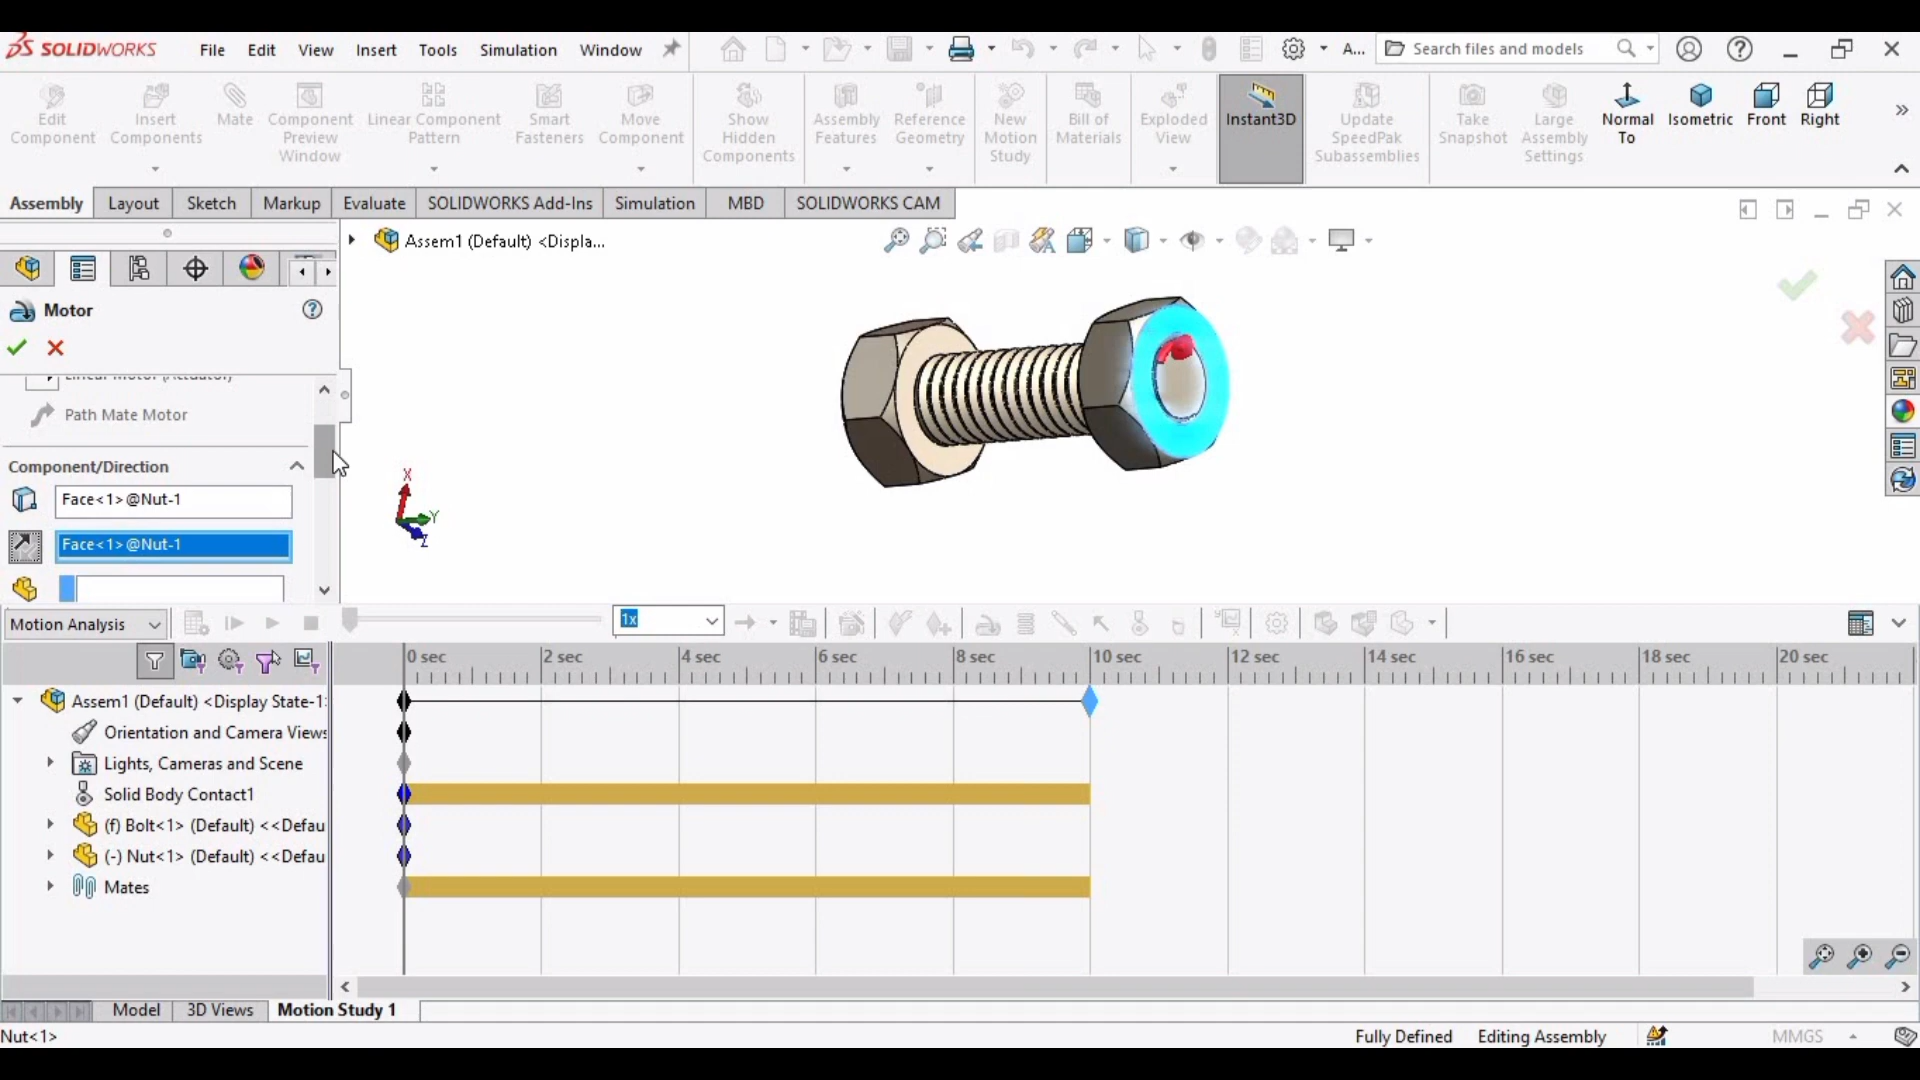 SOLIDWORKS
File Edit View Insert Tools Simulation Window
A...
Search files and models
Edit Component
Insert Components
Mate
Component Preview Window
Linear Component Pattern
Smart Fasteners
Move Component
Show Hidden Components
Assembly Features
Reference Geometry
New Motion Study
Bill of Materials
Exploded View
Instant3D
Update SpeedPak Subassemblies
Take Snapshot
Large Assembly Settings
Normal To
Isometric
Front
Right
Assembly Layout Sketch Markup Evaluate SOLIDWORKS Add-Ins Simulation MBD SOLIDWORKS CAM
Assem1 (Default) <Displa...
Motor
Linear Motor (Actuator)
Path Mate Motor
Component/Direction
Face<1>@Nut-1
Face<1>@Nut-1
X
Y
Z
Motion Analysis
1x
0 sec 2 sec 4 sec 6 sec 8 sec 10 sec 12 sec 14 sec 16 sec 18 sec 20 sec
Assem1 (Default) <Display State-1
Orientation and Camera Views
Lights, Cameras and Scene
Solid Body Contact1
(f) Bolt<1> (Default) <<Defau
(-) Nut<1> (Default) <<Defau
Mates
Model 3D Views Motion Study 1
Nut<1>
Fully Defined Editing Assembly MMGS